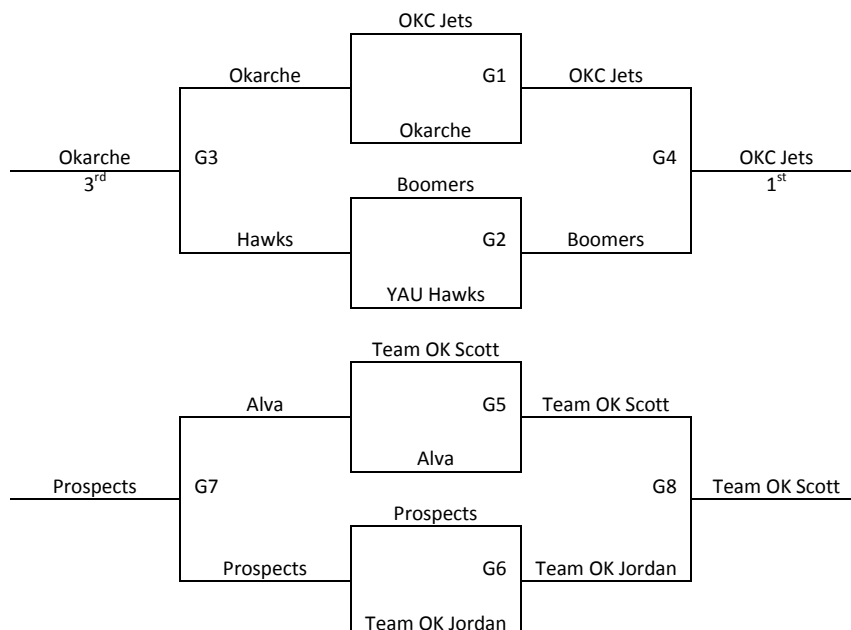 OKC Jets
Okarche G1 OKC Jets
Okarche
Okarche G3 G4 OKC Jets
3rd Boomers 1st
Hawks G2 Boomers
YAU Hawks
Team OK Scott
Alva G5 Team OK Scott
Alva
Prospects G7 G8 Team OK Scott
Prospects
Prospects G6 Team OK Jordan
Team OK Jordan